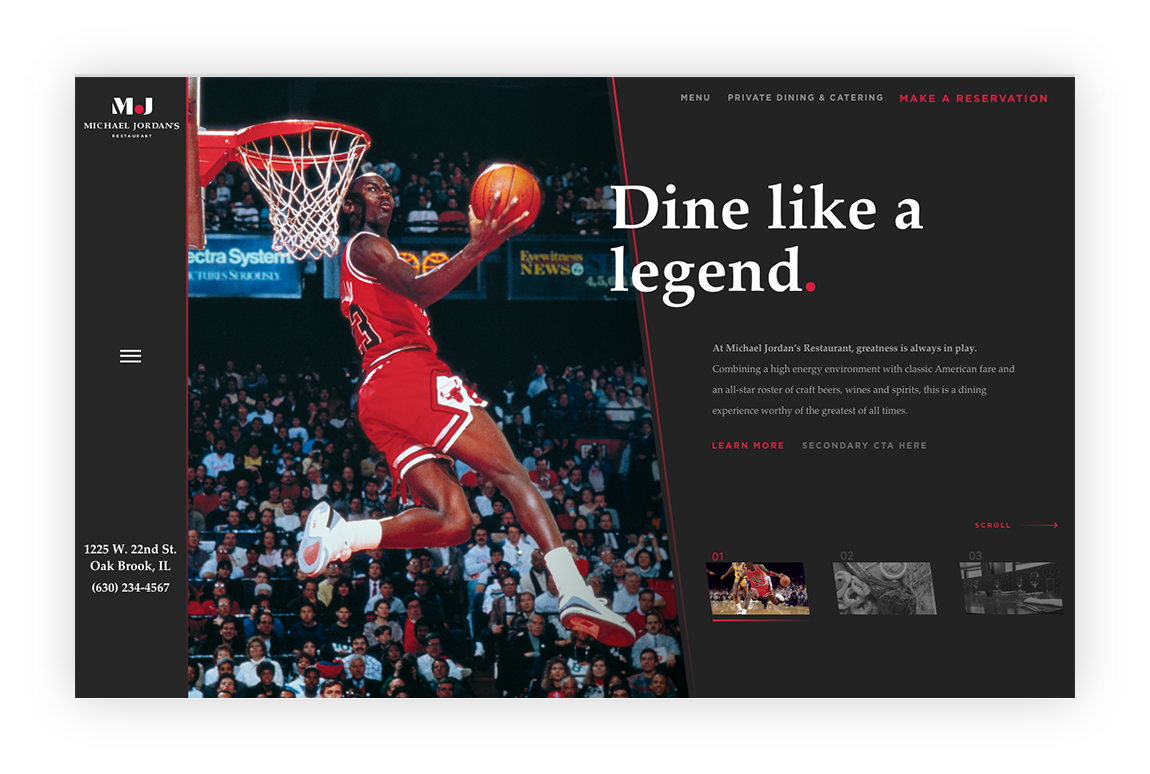 MJ
MICHAEL JORDAN'S
RESTAURANT
1225 W. 22nd St.
Oak Brook, IL
(630) 234-4567
ectra System
CTURES SERIOUSLY.
Eyewitness
NEWS
4,5,6
23
MENU PRIVATE DINING & CATERING MAKE A RESERVATION
Dine like a
legend.
At Michael Jordan's Restaurant, greatness is always in play.
Combining a high energy environment with classic American fare and
an all-star roster of craft beers, wines and spirits, this is a dining
experience worthy of the greatest of all times.
LEARN MORE SECONDARY CTA HERE
SCROLL
01 02 03